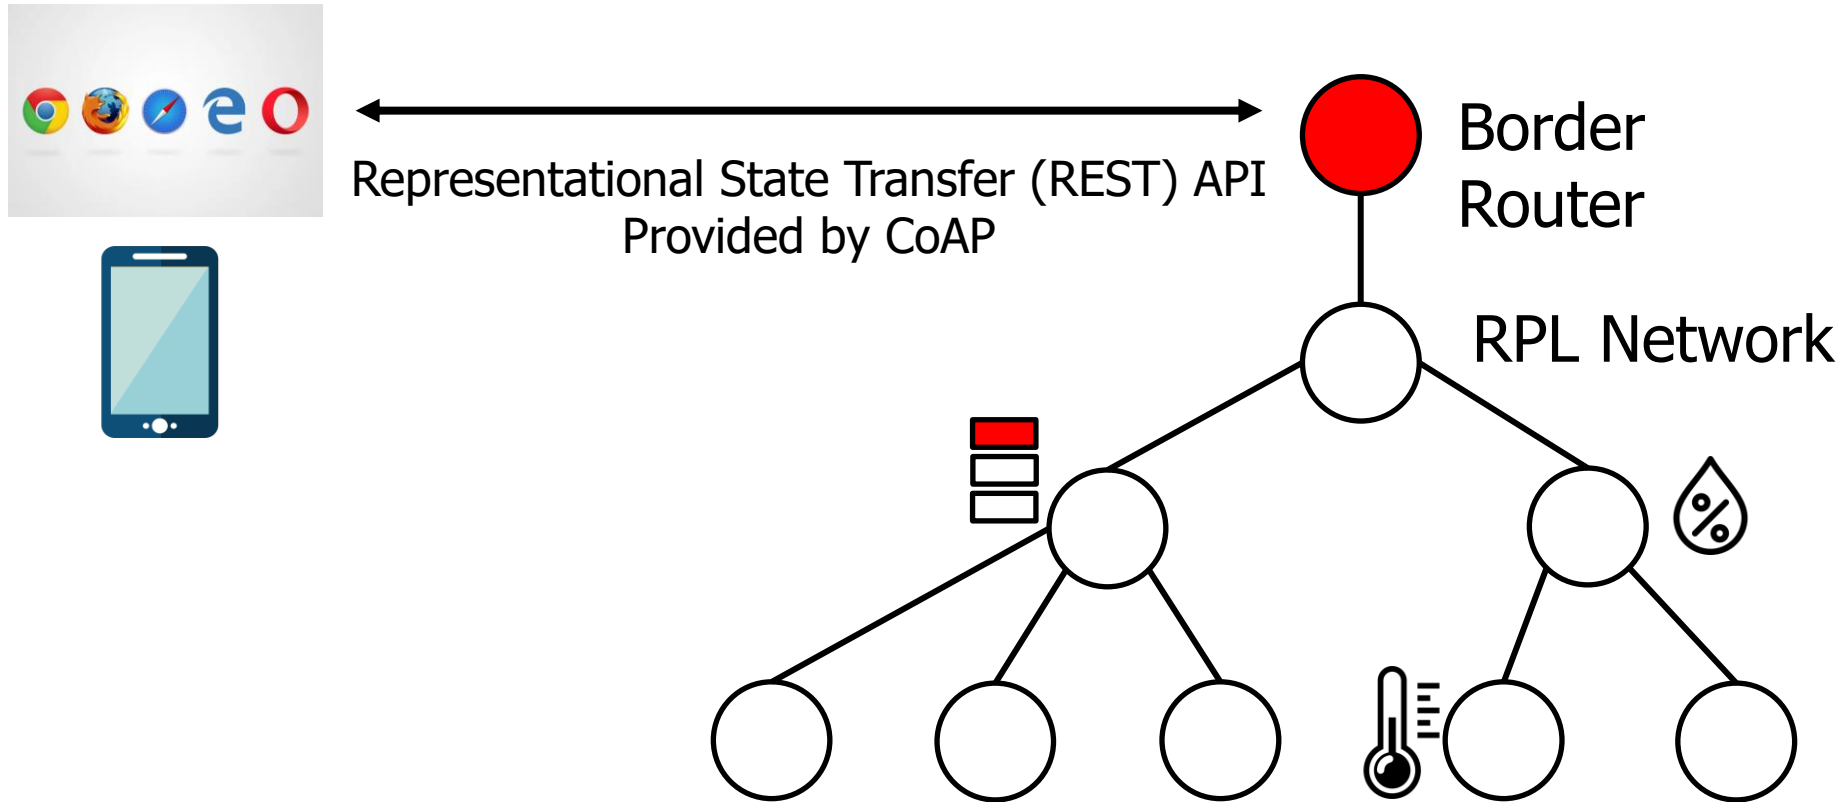 Representational State Transfer (REST) API
Provided by CoAP
Border
Router
RPL Network